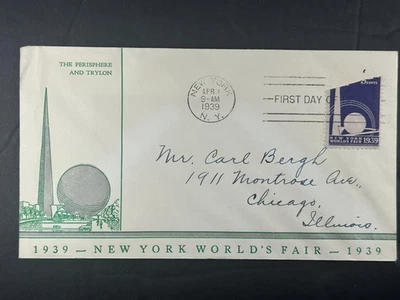 THE PERISPHERE
AND TRYLON
NEW YORK
APR 1
9-AM
1939
N. Y.
FIRST DAY OF
NEW YORK
WORLD'S FAIR 1939
Mr. Carl Bergh
1911 Montrose Ave.,
Chicago,
Illinois.
1939 - NEW YORK WORLD'S FAIR - 1939